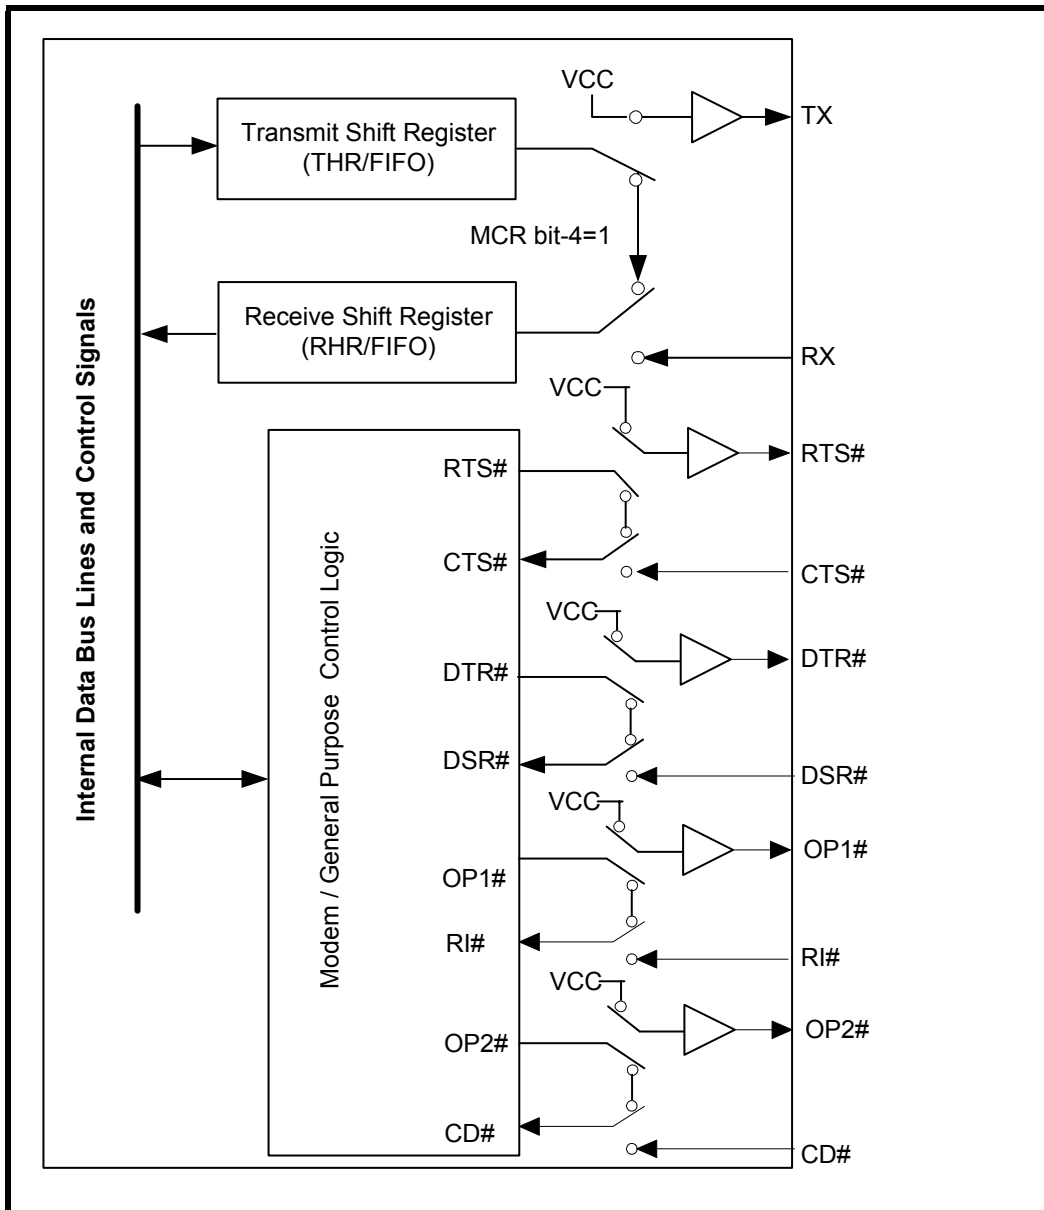 VCC
TX
Transmit Shift Register
(THR/FIFO)
MCR bit-4=1
Receive Shift Register
(RHR/FIFO)
RX
VCC
RTS#
RTS#
CTS#
CTS#
VCC
DTR#
DTR#
DSR#
DSR#
VCC
OP1#
OP1#
RI#
RI#
VCC
OP2#
OP2#
CD#
CD#
Internal Data Bus Lines and Control Signals
Modem / General Purpose Control Logic